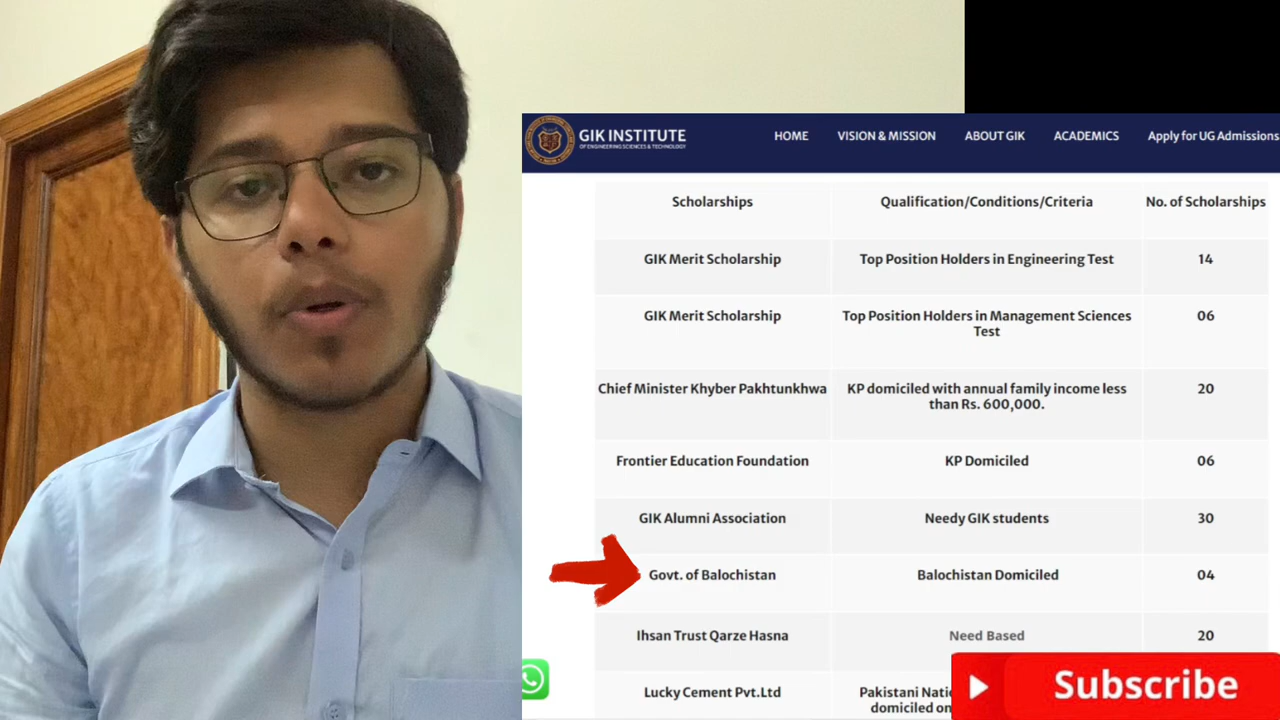 GIK INSTITUTE
OF ENGINEERING SCIENCES & TECHNOLOGY
HOME VISION & MISSION ABOUT GIK ACADEMICS Apply for UG Admissions
Scholarships Qualification/Conditions/Criteria No. of Scholarships
GIK Merit Scholarship Top Position Holders in Engineering Test 14
GIK Merit Scholarship Top Position Holders in Management Sciences 06
Test
Chief Minister Khyber Pakhtunkhwa KP domiciled with annual family income less 20
than Rs. 600,000.
Frontier Education Foundation KP Domiciled 06
GIK Alumni Association Needy GIK students 30
Govt. of Balochistan Balochistan Domiciled 04
Ihsan Trust Qarze Hasna Need Based 20
Lucky Cement Pvt.Ltd Pakistani
domiciled
Subscribe